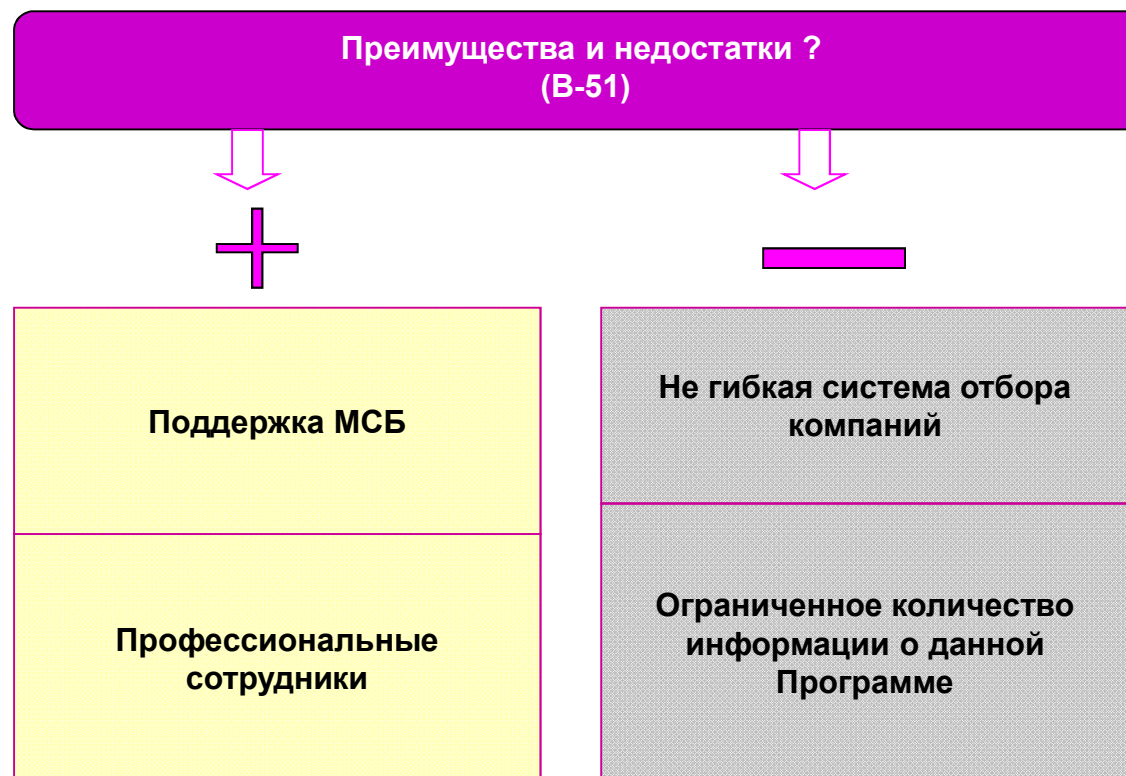 Преимущества и недостатки ?
(В-51)
Поддержка МСБ
Профессиональные
сотрудники
Не гибкая система отбора
компаний
Ограниченное количество
информации о данной
Программе